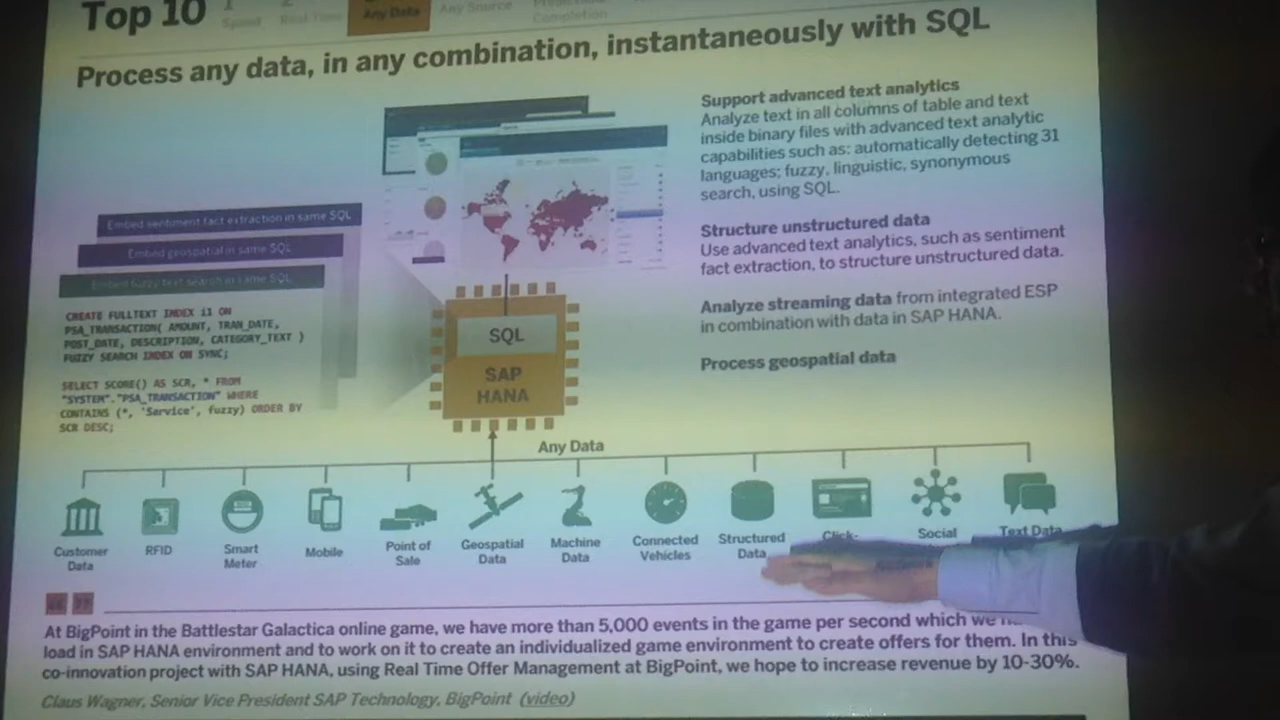 Top 10
Speed
Real-Time
Any Data
Any Source
Completion
Process any data, in any combination, instantaneously with SQL
Support advanced text analytics
Analyze text in all columns of table and text
inside binary files with advanced text analytic
capabilities such as: automatically detecting 31
languages; fuzzy, linguistic, synonymous
search, using SQL.
Structure unstructured data
Use advanced text analytics, such as sentiment
fact extraction, to structure unstructured data.
Analyze streaming data from integrated ESP
in combination with data in SAP HANA.
Process geospatial data
Embed sentiment fact extraction in same SQL
Embed geospatial in same SQL
Embed fuzzy text search in same SQL
CREATE FULLTEXT INDEX i1 ON
PSA_TRANSACTION( AMOUNT, TRAN_DATE,
POST_DATE, DESCRIPTION, CATEGORY_TEXT )
FUZZY SEARCH INDEX ON SYNC;
SELECT SCORE() AS SCR, * FROM
"SYSTEM"."PSA_TRANSACTION" WHERE
CONTAINS (*, 'Service', fuzzy) ORDER BY
SCR DESC;
SQL
SAP
HANA
Any Data
Customer
Data
RFID
Smart
Meter
Mobile
Point of
Sale
Geospatial
Data
Machine
Data
Connected
Vehicles
Structured
Data
Click-
Social
Network
Text Data
At BigPoint in the Battlestar Galactica online game, we have more than 5,000 events in the game per second which we
load in SAP HANA environment and to work on it to create an individualized game environment to create offers for them. In this
co-innovation project with SAP HANA, using Real Time Offer Management at BigPoint, we hope to increase revenue by 10-30%.
Claus Wagner, Senior Vice President SAP Technology, BigPoint (video)